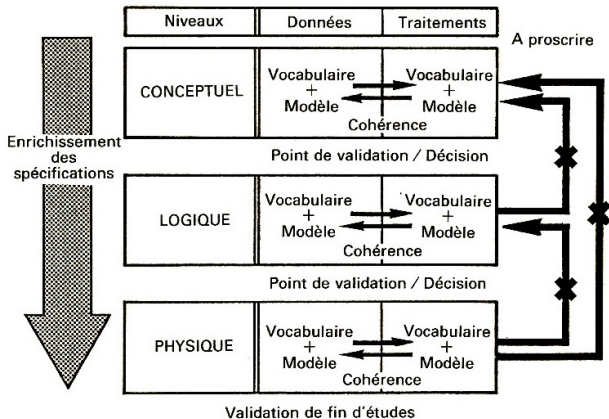 Niveaux Données Traitements
A proscrire
CONCEPTUEL
Vocabulaire Vocabulaire
+ +
Modèle Modèle
Cohérence
Enrichissement
des
spécifications
Point de validation / Décision
LOGIQUE
Vocabulaire Vocabulaire
+ +
Modèle Modèle
Cohérence
Point de validation / Décision
PHYSIQUE
Vocabulaire Vocabulaire
+ +
Modèle Modèle
Cohérence
Validation de fin d'études